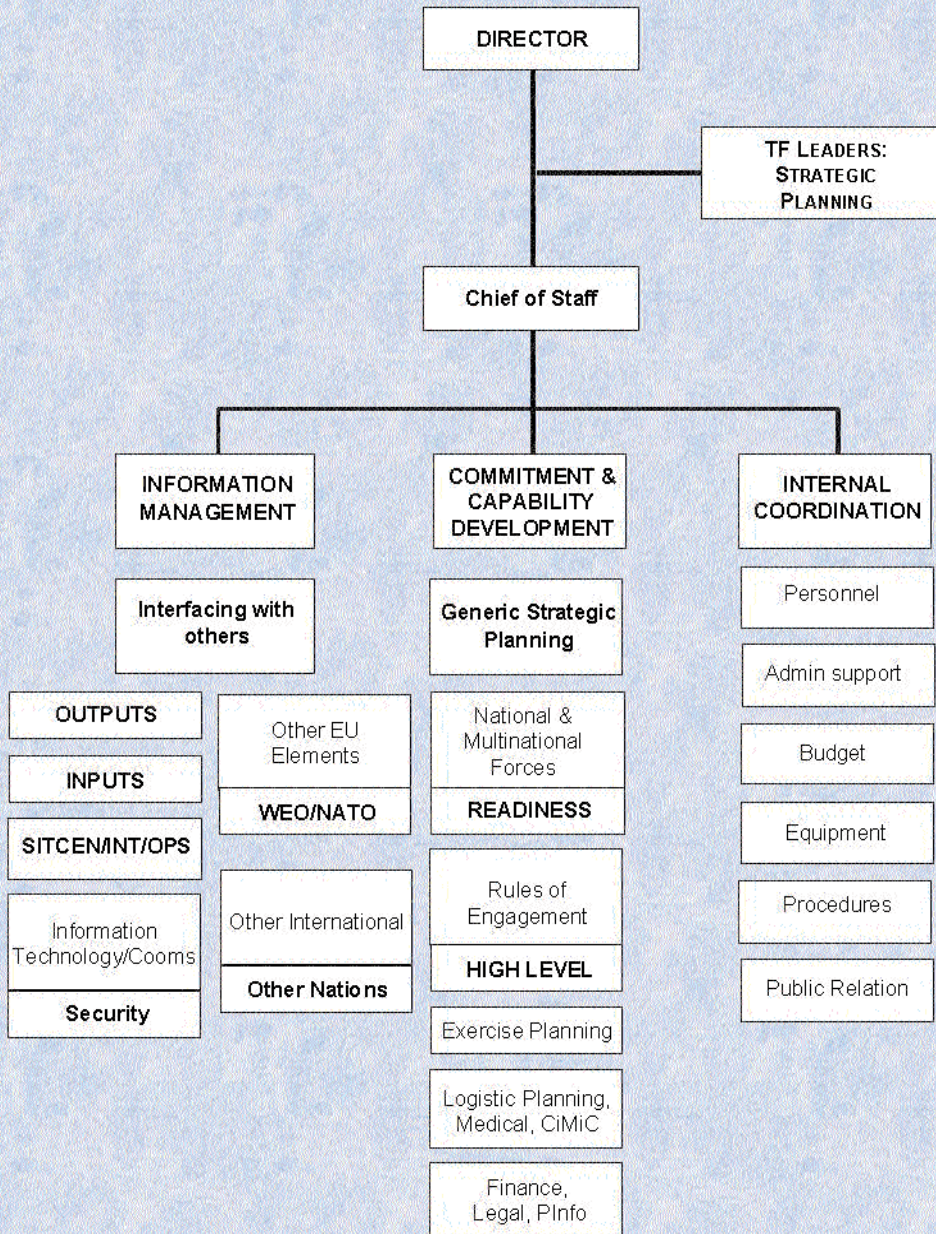 DIRECTOR
TF LEADERS:
STRATEGIC
PLANNING
Chief of Staff
INFORMATION
MANAGEMENT
COMMITMENT &
CAPABILITY
DEVELOPMENT
INTERNAL
COORDINATION
Interfacing with
others
OUTPUTS
INPUTS
SITCEN/INT/OPS
Information
Technology/Cooms
Security
Other EU
Elements
WEO/NATO
Other International
Other Nations
Generic Strategic
Planning
National &
Multinational
Forces
READINESS
Rules of
Engagement
HIGH LEVEL
Exercise Planning
Logistic Planning,
Medical, CiMiC
Finance,
Legal, PInfo
Personnel
Admin support
Budget
Equipment
Procedures
Public Relation